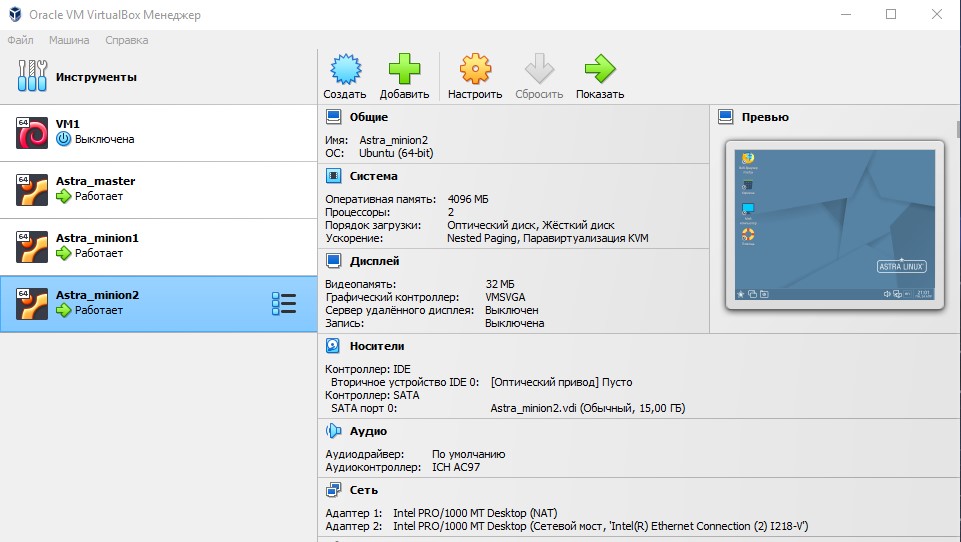 Oracle VM VirtualBox Менеджер
Файл Машина Справка
Инструменты
64
VM1
Выключена
64
Astra_master
Работает
64
Astra_minion1
Работает
64
Astra_minion2
Работает
Создать Добавить Настроить Сбросить Показать
Общие
Имя: Astra_minion2
ОС: Ubuntu (64-bit)
Система
Оперативная память: 4096 МБ
Процессоры: 2
Порядок загрузки: Оптический диск, Жёсткий диск
Ускорение: Nested Paging, Паравиртуализация KVM
Дисплей
Видеопамять: 32 МБ
Графический контроллер: VMSVGA
Сервер удалённого дисплея: Выключен
Запись: Выключена
Превью
ASTRA LINUX
Носители
Контроллер: IDE
Вторичное устройство IDE 0: [Оптический привод] Пусто
Контроллер: SATA
SATA порт 0: Astra_minion2.vdi (Обычный, 15,00 ГБ)
Аудио
Аудиодрайвер: По умолчанию
Аудиоконтроллер: ICH AC97
Сеть
Адаптер 1: Intel PRO/1000 MT Desktop (NAT)
Адаптер 2: Intel PRO/1000 MT Desktop (Сетевой мост, 'Intel(R) Ethernet Connection (2) I218-V')